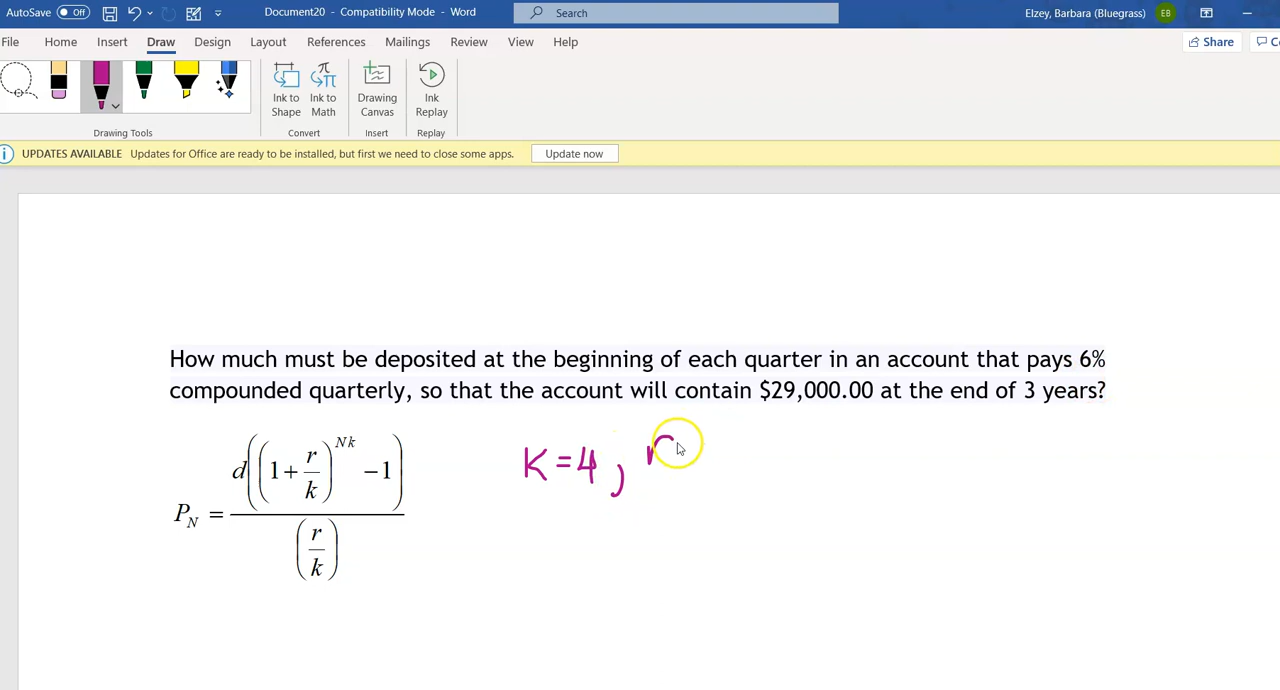 AutoSave Off Document20 - Compatibility Mode - Word Search Elzey, Barbara (Bluegrass) EB
File Home Insert Draw Design Layout References Mailings Review View Help Share Co
Ink to Shape Ink to Math Drawing Canvas Ink Replay
Drawing Tools Convert Insert Replay
UPDATES AVAILABLE Updates for Office are ready to be installed, but first we need to close some apps. Update now
How much must be deposited at the beginning of each quarter in an account that pays 6%
compounded quarterly, so that the account will contain $29,000.00 at the end of 3 years?
P_N = d((1+r/k)^{Nk} −1) / (r/k)
K=4, r